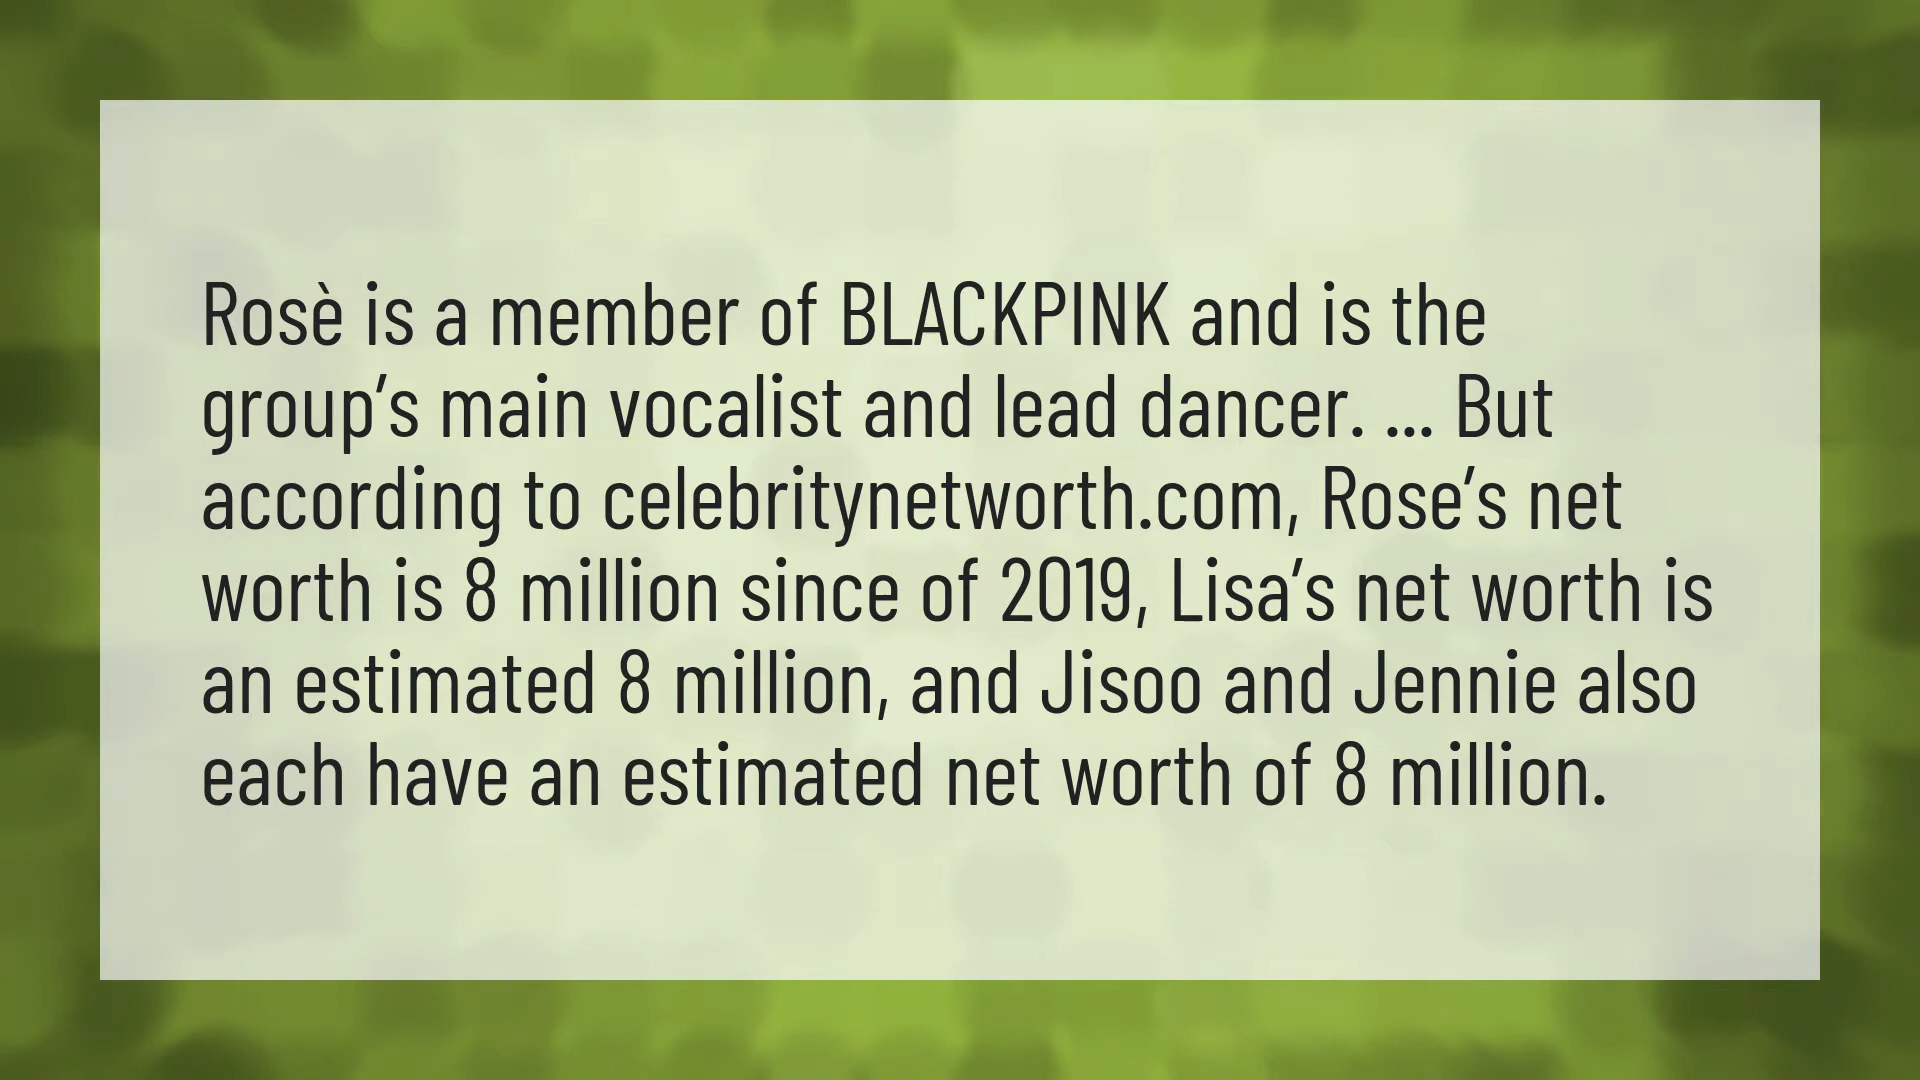 Rosè is a member of BLACKPINK and is the
group’s main vocalist and lead dancer. ... But
according to celebritynetworth.com, Rose’s net
worth is 8 million since of 2019, Lisa’s net worth is
an estimated 8 million, and Jisoo and Jennie also
each have an estimated net worth of 8 million.